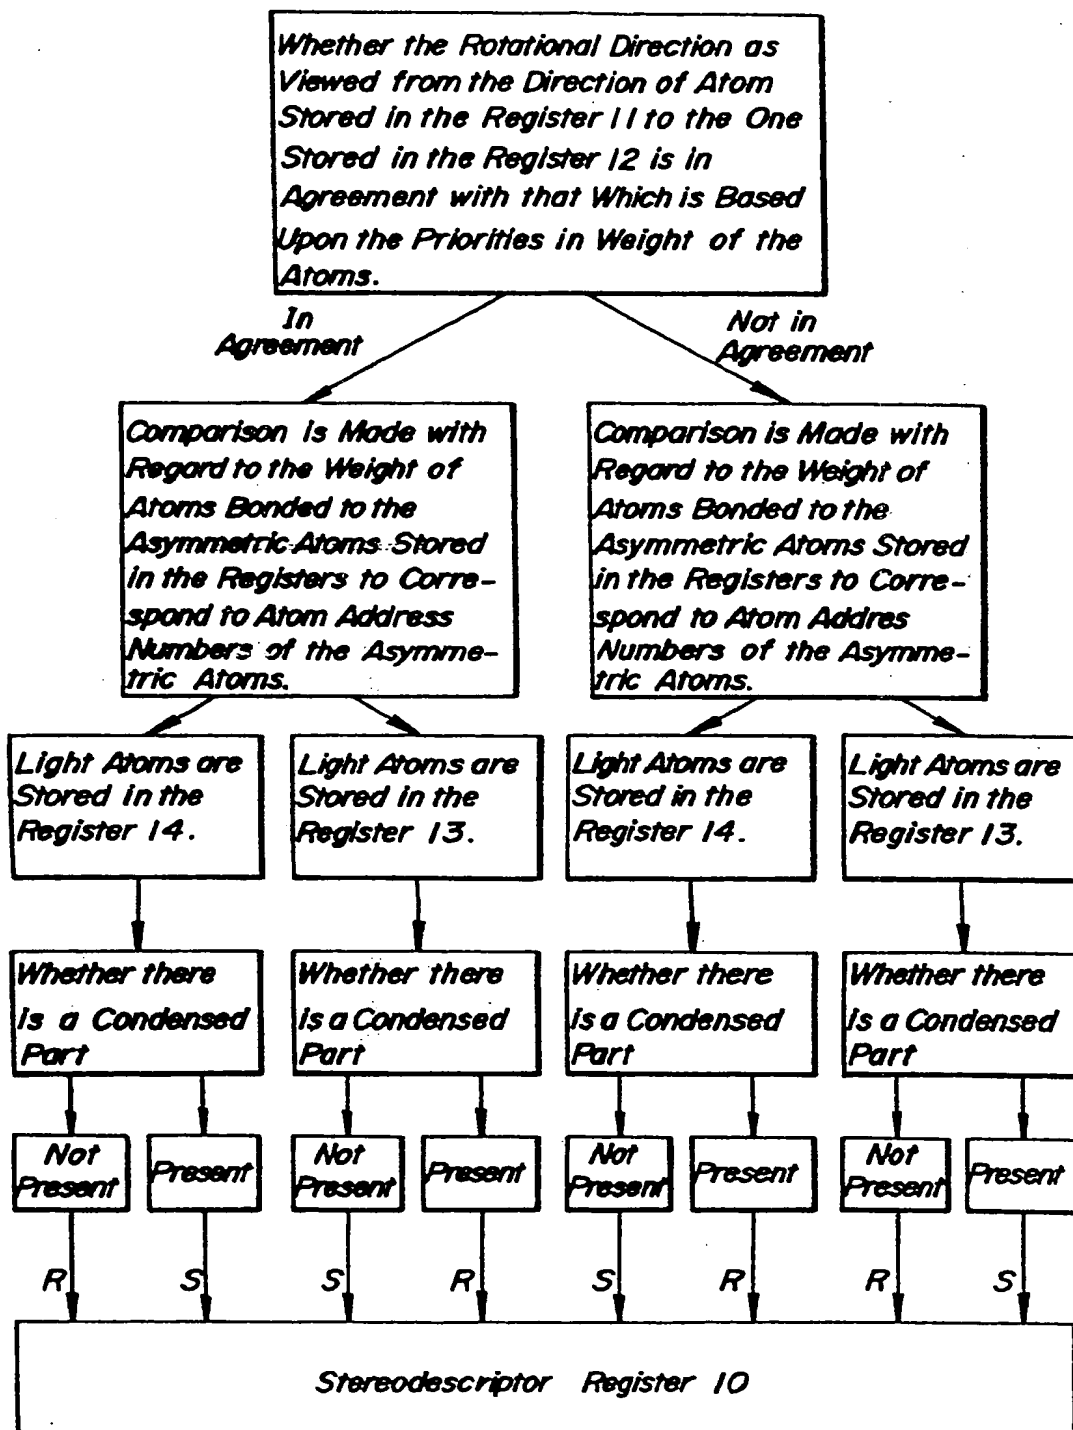 Whether the Rotational Direction as
Viewed from the Direction of Atom
Stored in the Register 11 to the One
Stored in the Register 12 is in
Agreement with that Which is Based
Upon the Priorities in Weight of the
Atoms.
In
Agreement
Not in
Agreement
Comparison is Made with
Regard to the Weight of
Atoms Bonded to the
Asymmetric Atoms Stored
in the Registers to Corre-
spond to Atom Address
Numbers of the Asymme-
tric Atoms.
Comparison is Made with
Regard to the Weight of
Atoms Bonded to the
Asymmetric Atoms Stored
in the Registers to Corre-
spond to Atom Addres
Numbers of the Asymme-
tric Atoms.
Light Atoms are
Stored in the
Register 14.
Light Atoms are
Stored in the
Register 13.
Light Atoms are
Stored in the
Register 14.
Light Atoms are
Stored in the
Register 13.
Whether there
is a Condensed
Part
Whether there
is a Condensed
Part
Whether there
is a Condensed
Part
Whether there
is a Condensed
Part
Not
Present
Present
Not
Present
Present
Not
Present
Present
Not
Present
Present
R
S
S
R
S
R
R
S
Stereodescriptor Register 10